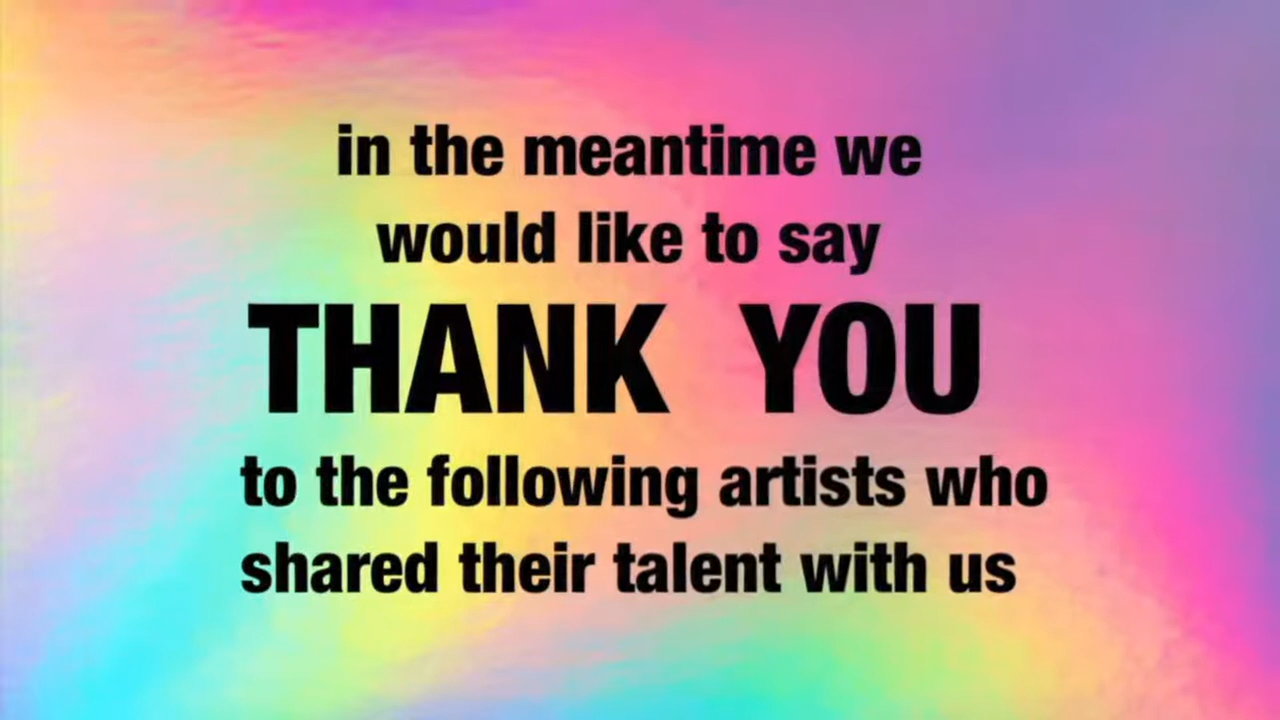 in the meantime we
would like to say
THANK YOU
to the following artists who
shared their talent with us